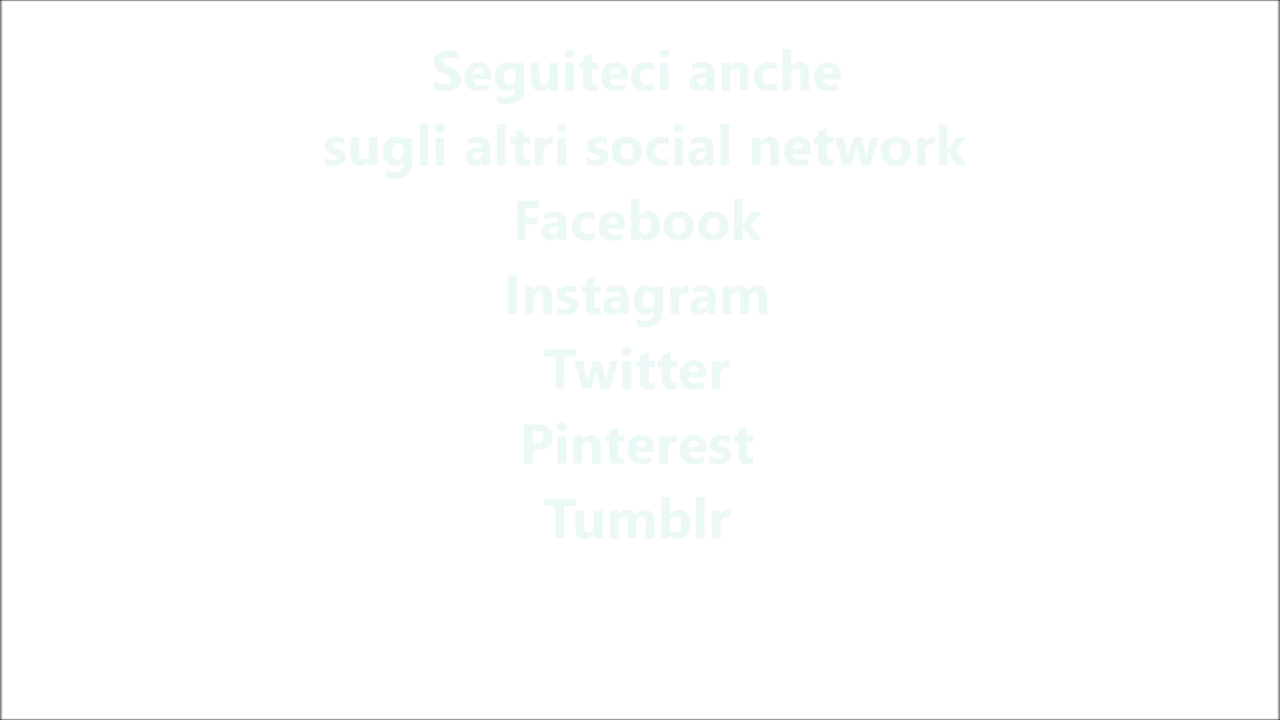 Seguiteci anche
sugli altri social network
Facebook
Instagram
Twitter
Pinterest
Tumblr